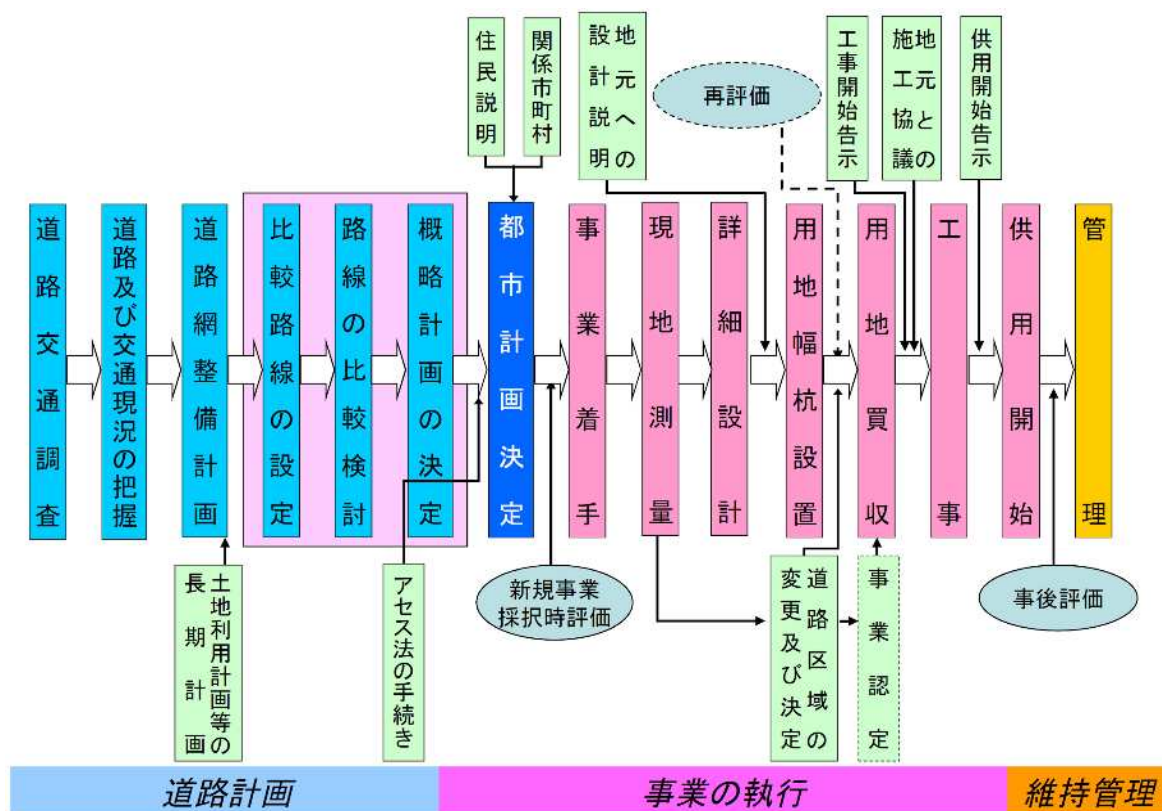 住民説明
関係市町村
地元への
設計説明
再評価
工事開始告示
地元との
施工協議
供用開始告示
道路交通調査
道路及び交通現況の把握
道路網整備計画
比較路線の設定
路線の比較検討
概略計画の決定
都市計画決定
事業着手
現地測量
詳細設計
用地幅杭設置
用地買収
工事
供用開始
管理
土地利用計画等の
長期計画
アセス法の手続き
新規事業
採択時評価
道路区域の
変更及び決定
事業認定
事後評価
道路計画
事業の執行
維持管理